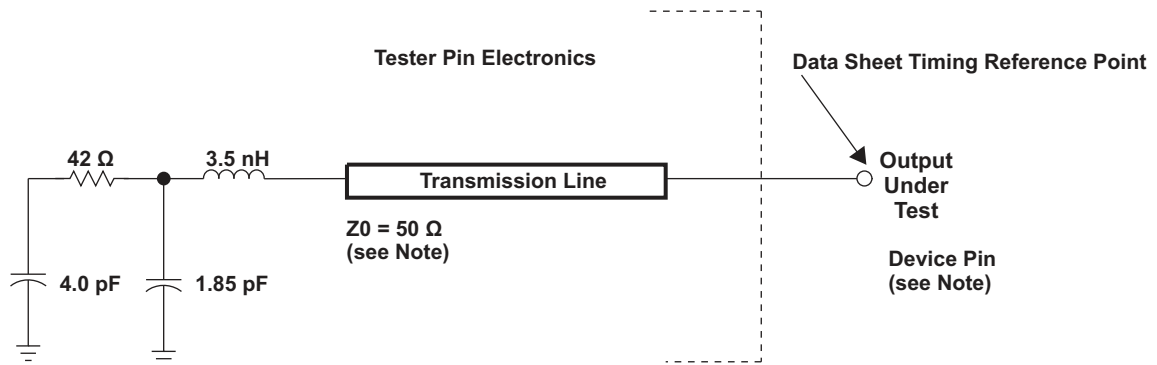 Tester Pin Electronics
Data Sheet Timing Reference Point
42 Ω
3.5 nH
Transmission Line
Output
Under
Test
Z0 = 50 Ω
(see Note)
4.0 pF
1.85 pF
Device Pin
(see Note)